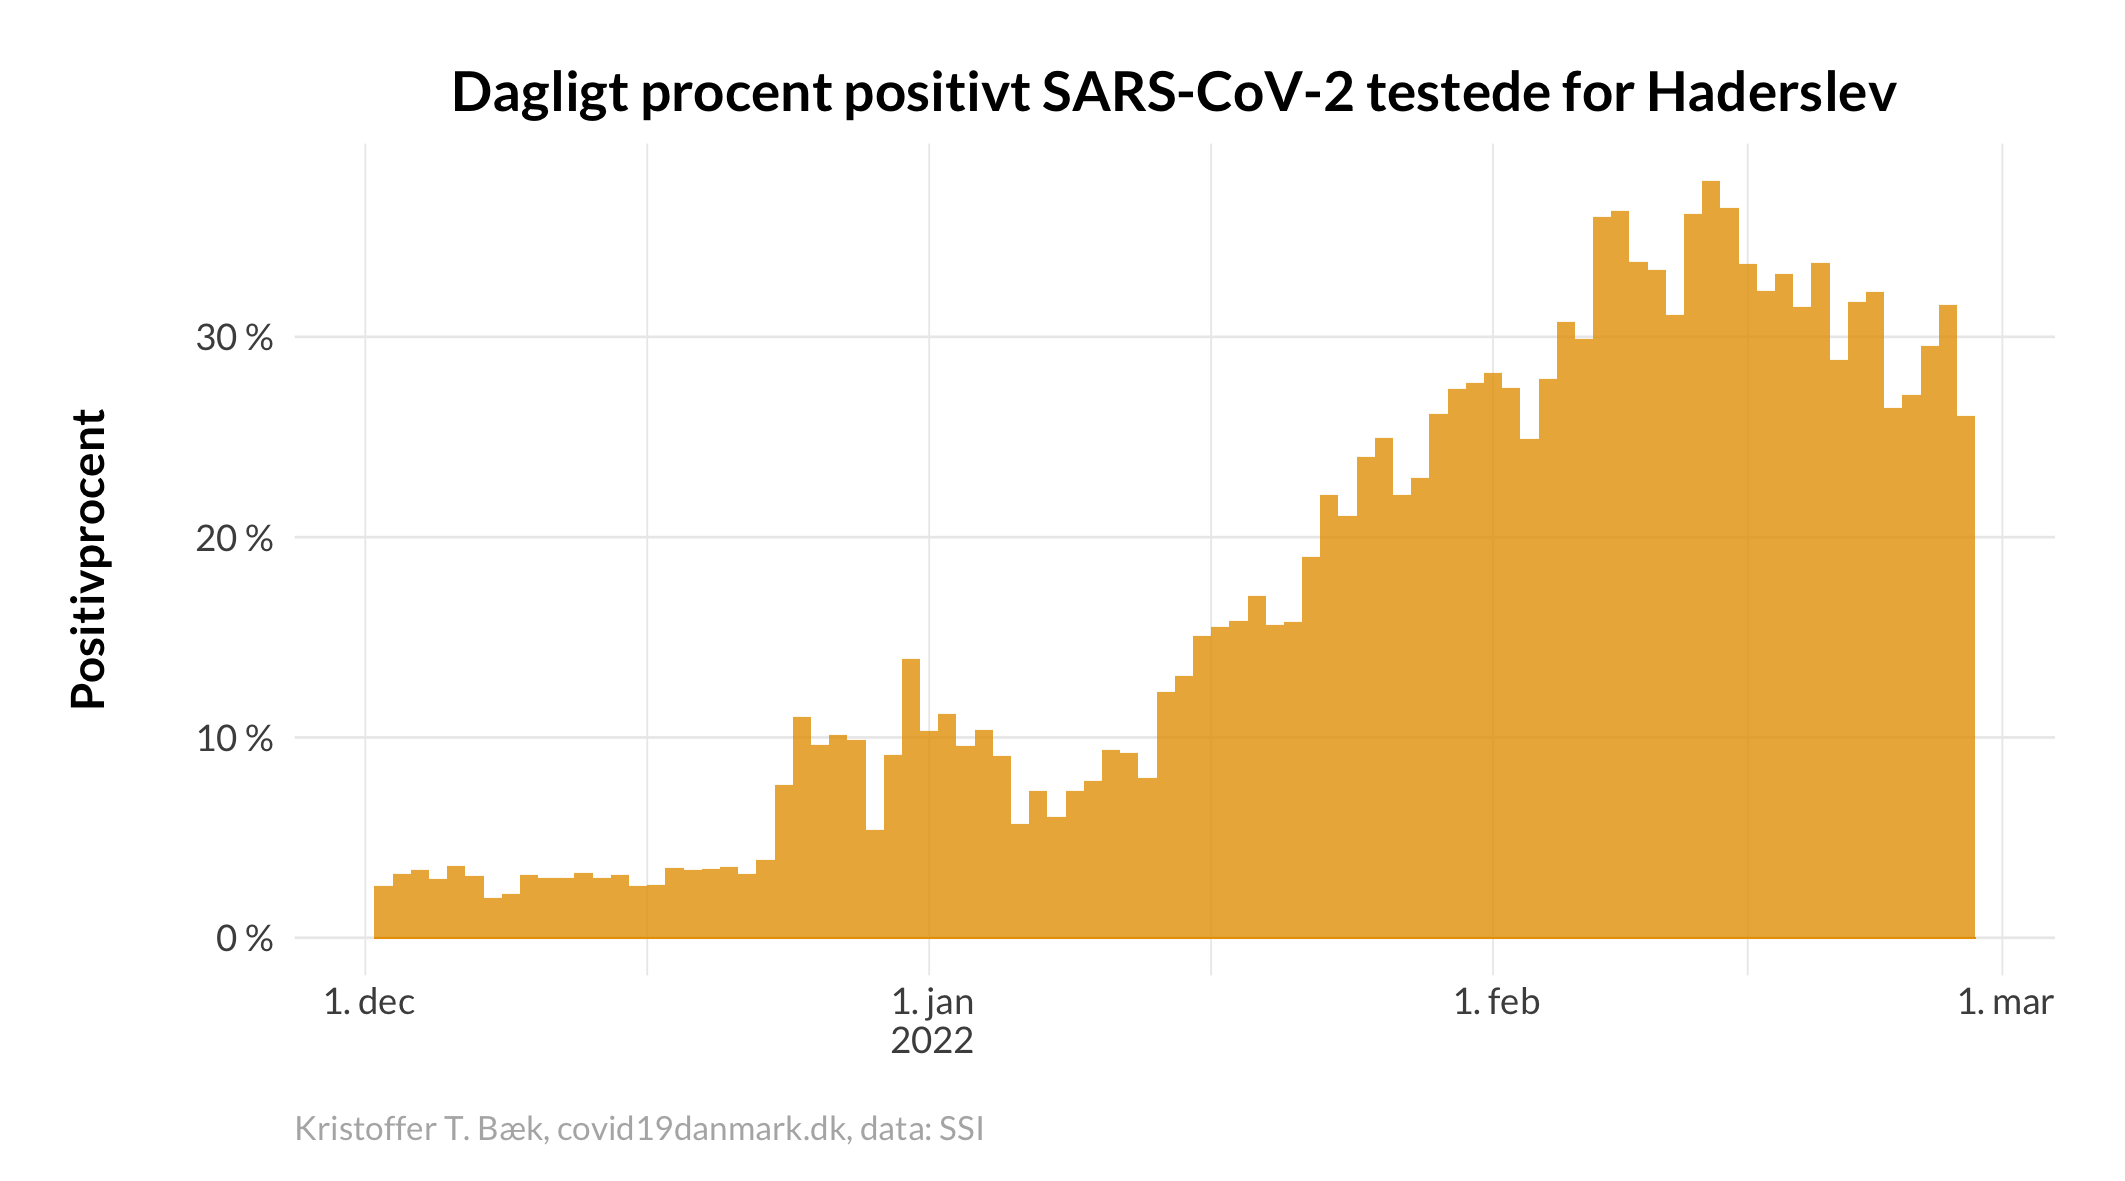 Dagligt procent positivt SARS-CoV-2 testede for Haderslev
Positivprocent
30 %
20 %
10 %
0 %
1. dec
1. jan
2022
1. feb
1. mar
Kristoffer T. Bæk, covid19danmark.dk, data: SSI